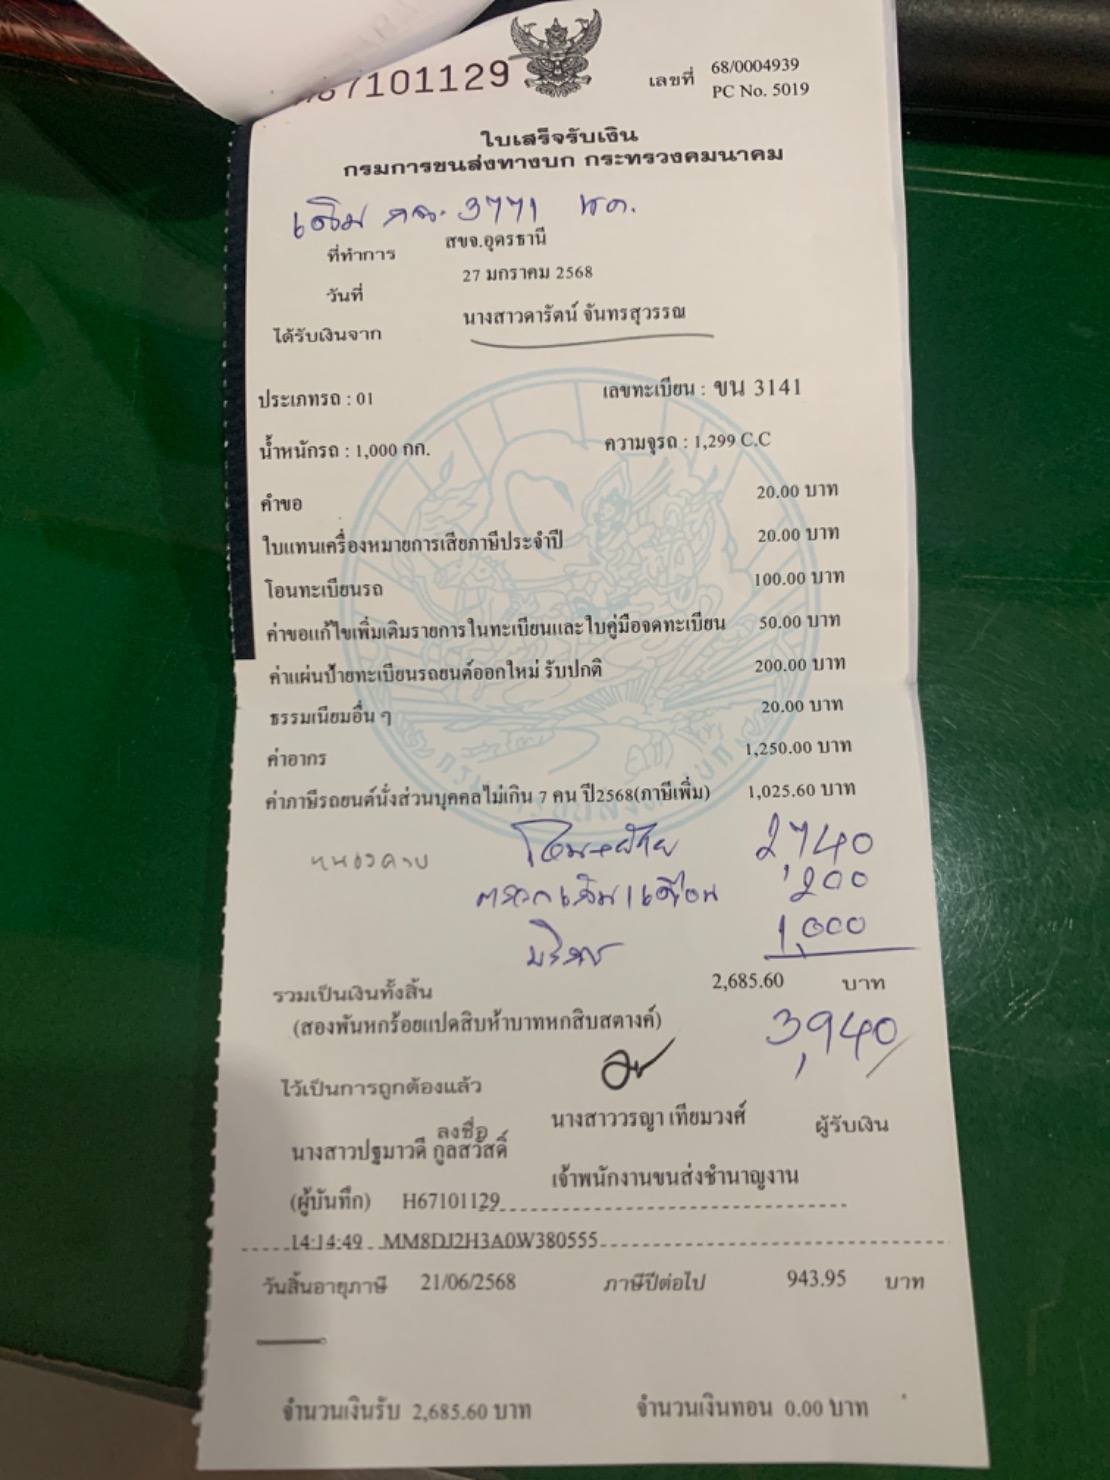 67101129
เลขที่ 68/0004939
PC No. 5019
ใบเสร็จรับเงิน
กรมการขนส่งทางบก กระทรวงคมนาคม
เดิม 3771 ชค.
ที่ทำการ สขจ.อุดรธานี
วันที่ 27 มกราคม 2568
ได้รับเงินจาก นางสาวดารัตน์ จันทรสุวรรณ
ประเภทรถ : 01 เลขทะเบียน : ขน 3141
น้ำหนักรถ : 1,000 กก. ความจุรถ : 1,299 C.C
คำขอ 20.00 บาท
ใบแทนเครื่องหมายการเสียภาษีประจำปี 20.00 บาท
โอนทะเบียนรถ 100.00 บาท
ค่าขอแก้ไขเพิ่มเติมรายการในทะเบียนและใบคู่มือจดทะเบียน 50.00 บาท
ค่าแผ่นป้ายทะเบียนรถยนต์ออกใหม่ รับปกติ 200.00 บาท
ธรรมเนียมอื่น ๆ 20.00 บาท
ค่าอากร 1,250.00 บาท
ค่าภาษีรถยนต์นั่งส่วนบุคคลไม่เกิน 7 คน ปี2568(ภาษีเพิ่ม) 1,025.60 บาท
2,740
200
บริการ 1,000
รวมเป็นเงินทั้งสิ้น 2,685.60 บาท
(สองพันหกร้อยแปดสิบห้าบาทหกสิบสตางค์) 3,940
ไว้เป็นการถูกต้องแล้ว
ลงชื่อ นางสาววรญา เทียมวงศ์ ผู้รับเงิน
นางสาวปฐมาวดี กูลสวัสดิ์
เจ้าพนักงานขนส่งชำนาญงาน
(ผู้บันทึก) H67101129
14:14:49 MM8DJ2H3A0W380555
วันสิ้นอายุภาษี 21/06/2568 ภาษีปีต่อไป 943.95 บาท
จำนวนเงินรับ 2,685.60 บาท จำนวนเงินทอน 0.00 บาท